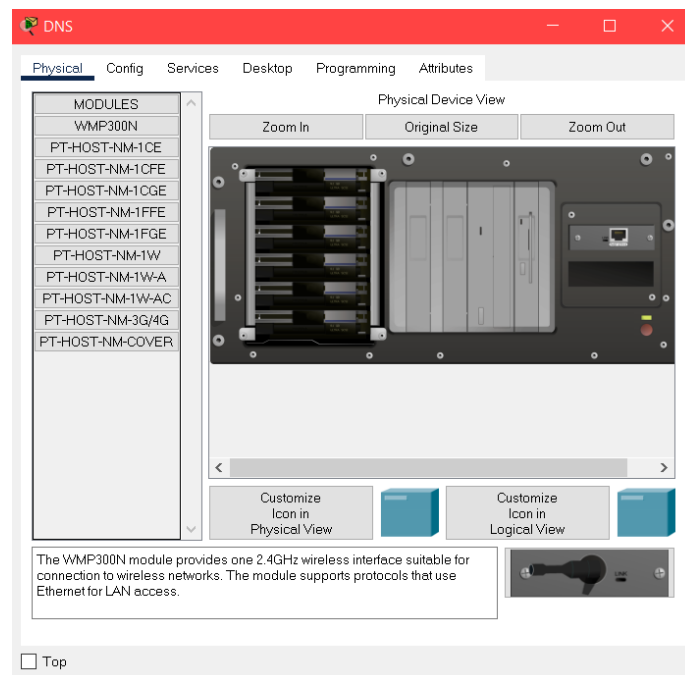 DNS
Physical Config Services Desktop Programming Attributes
MODULES
WMP300N
PT-HOST-NM-1CE
PT-HOST-NM-1CFE
PT-HOST-NM-1CGE
PT-HOST-NM-1FFE
PT-HOST-NM-1FGE
PT-HOST-NM-1W
PT-HOST-NM-1W-A
PT-HOST-NM-1W-AC
PT-HOST-NM-3G/4G
PT-HOST-NM-COVER
Physical Device View
Zoom In Original Size Zoom Out
Customize
Icon in
Physical View
Customize
Icon in
Logical View
The WMP300N module provides one 2.4GHz wireless interface suitable for
connection to wireless networks. The module supports protocols that use
Ethernet for LAN access.
LINK
Top